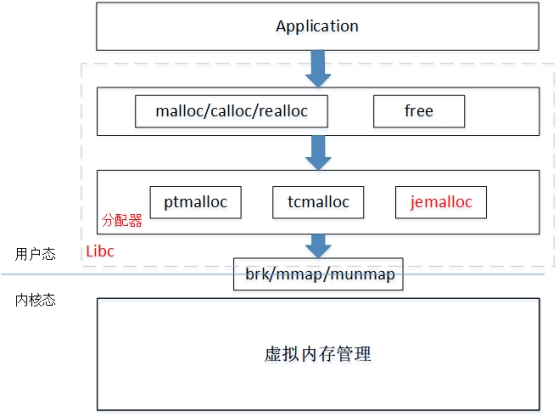 Application
malloc/calloc/realloc
free
ptmalloc
tcmalloc
jemalloc
分配器
Libc
用户态
brk/mmap/munmap
内核态
虚拟内存管理